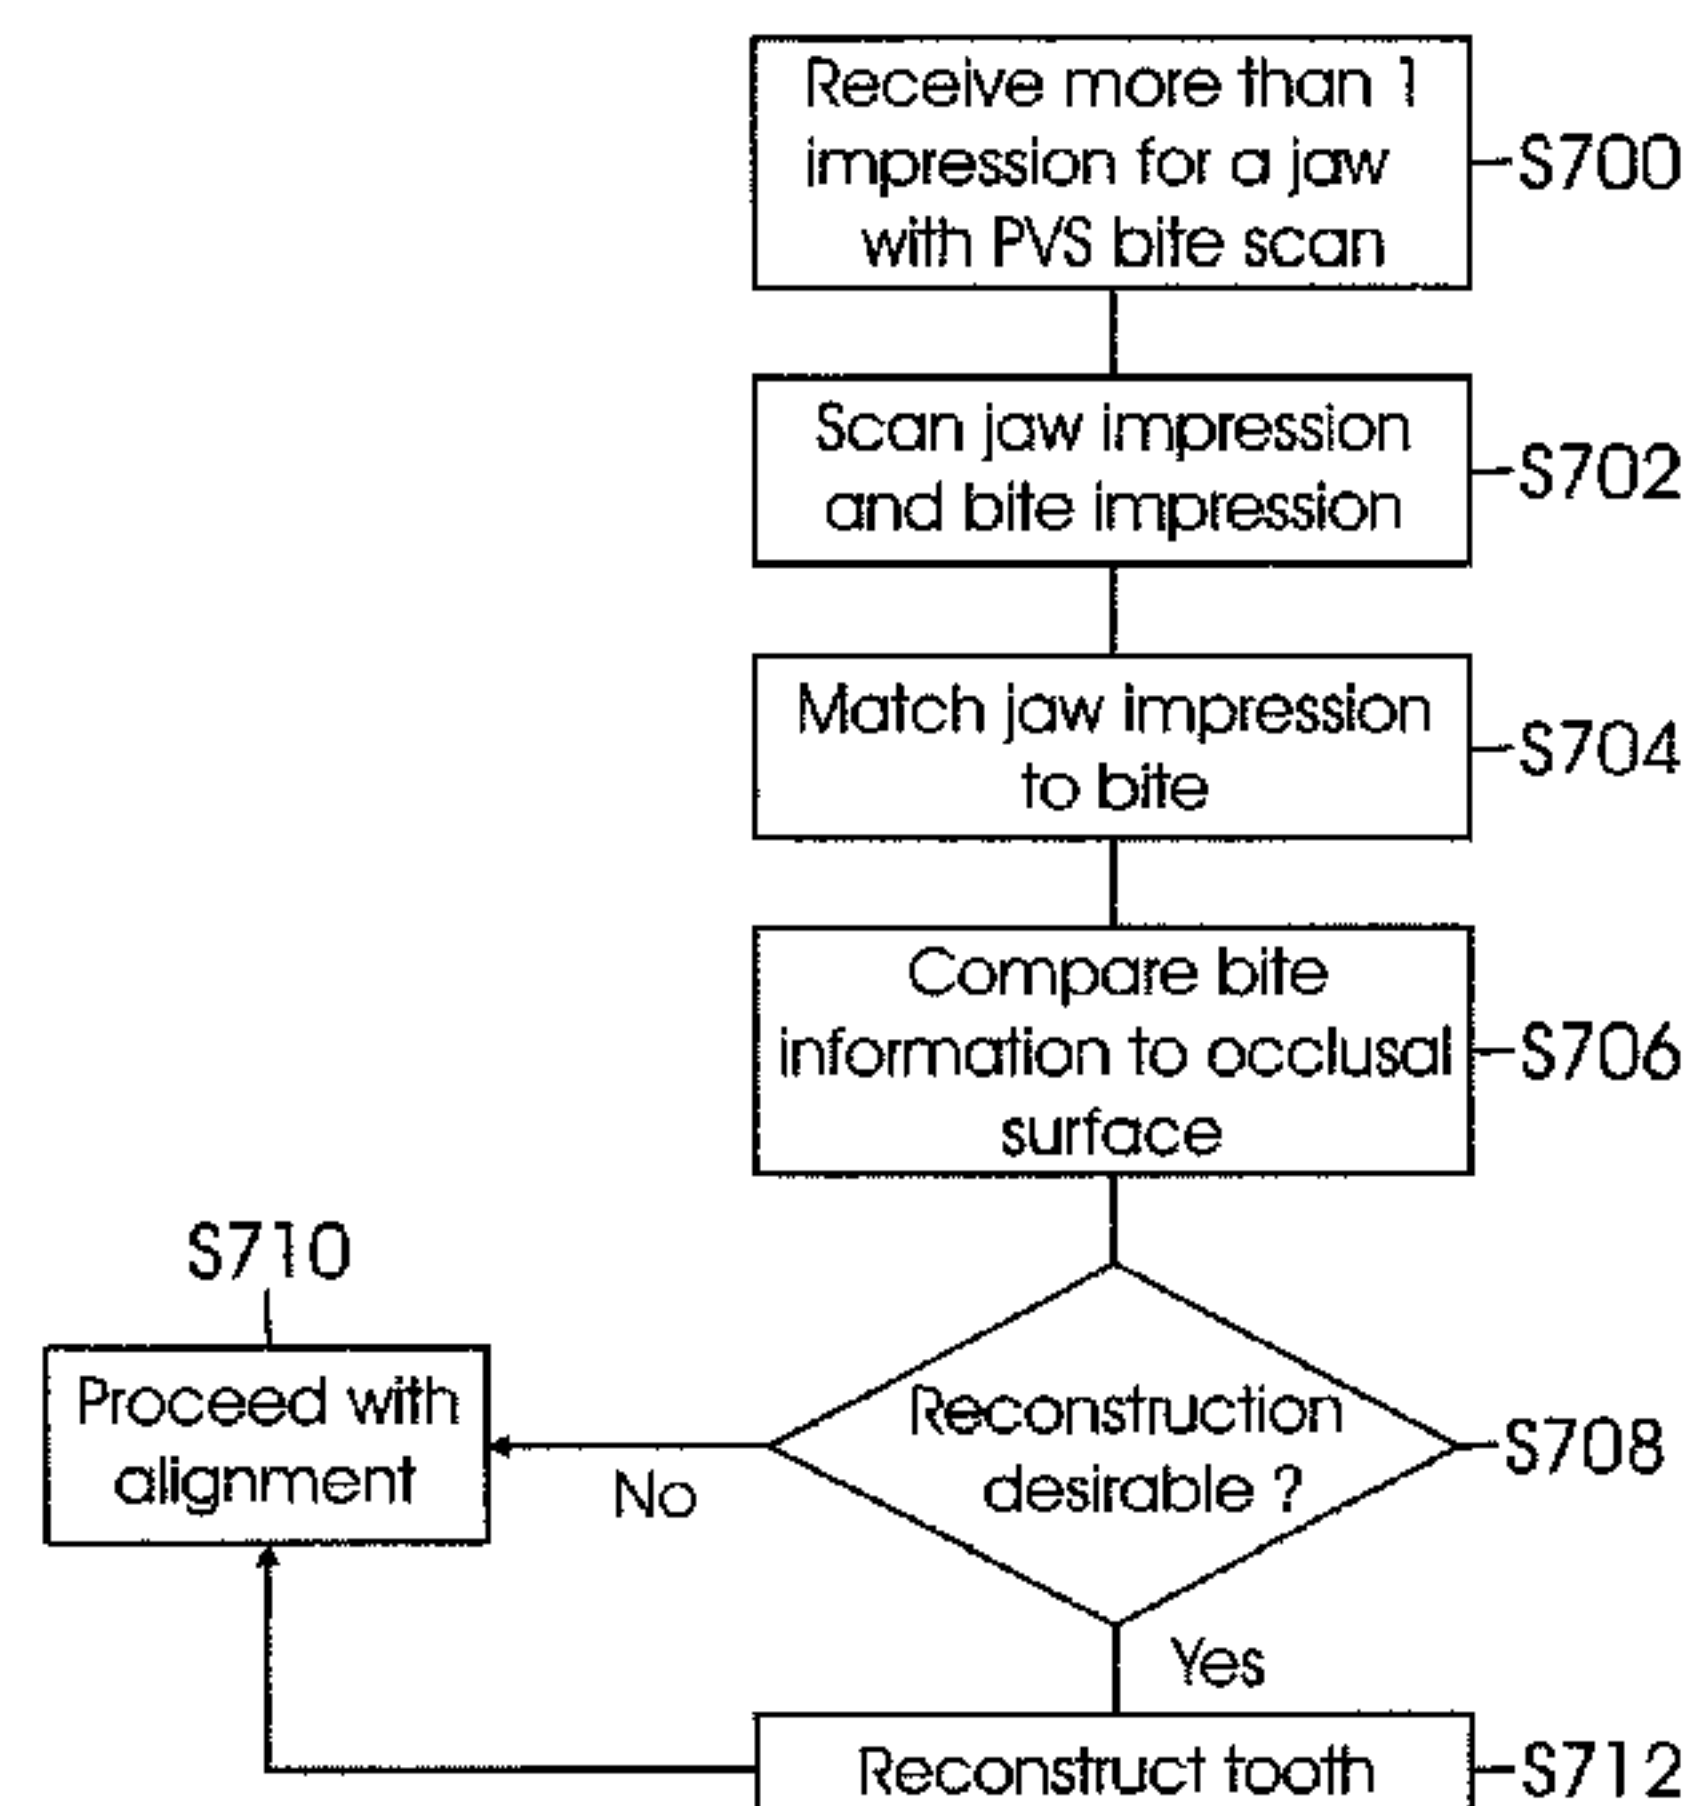 Receive more than 1
impression for a jaw
with PVS bite scan
S700
Scan jaw impression
and bite impression
S702
Match jaw impression
to bite
S704
Compare bite
information to occlusal
surface
S706
Reconstruction
desirable ?
S708
No
S710
Proceed with
alignment
Yes
Reconstruct tooth
S712